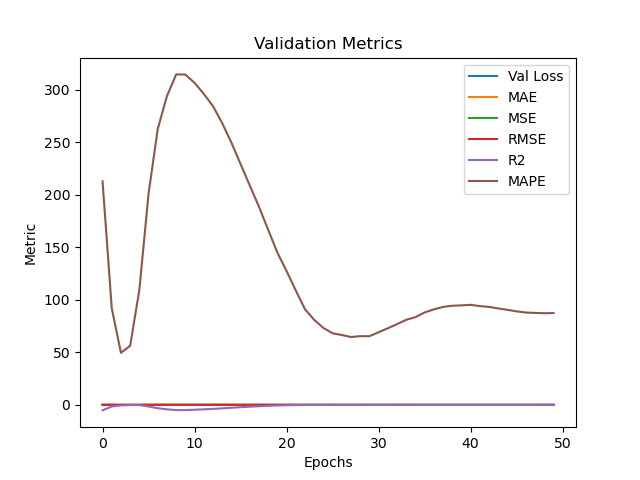 Validation Metrics
Val Loss
MAE
MSE
RMSE
R2
MAPE
300
250
200
150
100
50
0
Metric
0 10 20 30 40 50
Epochs